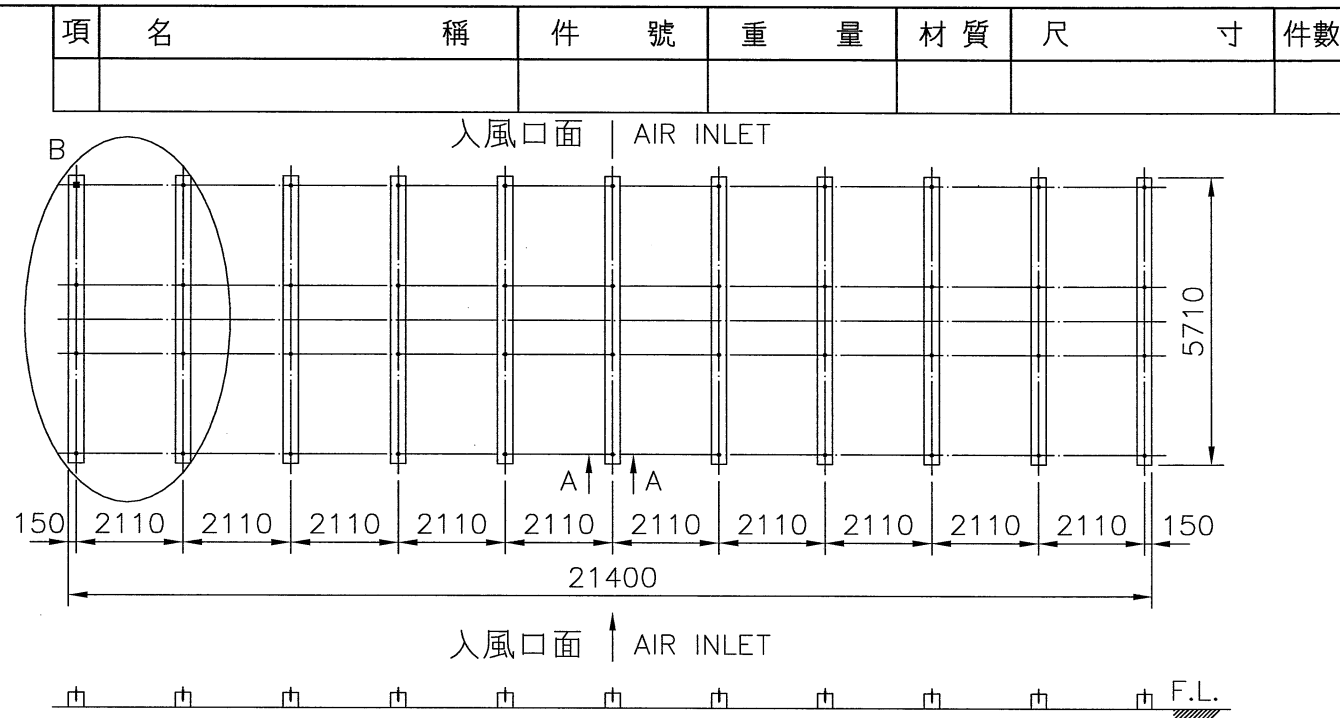 項 名 稱 件 號 重 量 材質 尺 寸 件數
入風口面 AIR INLET
B
5710
A A
150 2110 2110 2110 2110 2110 2110 2110 2110 2110 2110 150
21400
入風口面 AIR INLET
F.L.